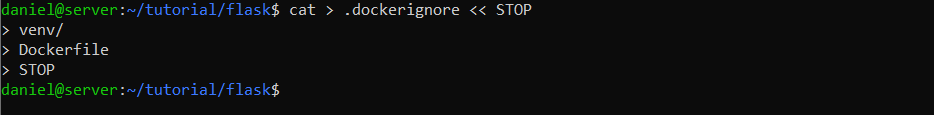 daniel@server:~/tutorial/flask$ cat > .dockerignore << STOP
> venv/
> Dockerfile
> STOP
daniel@server:~/tutorial/flask$